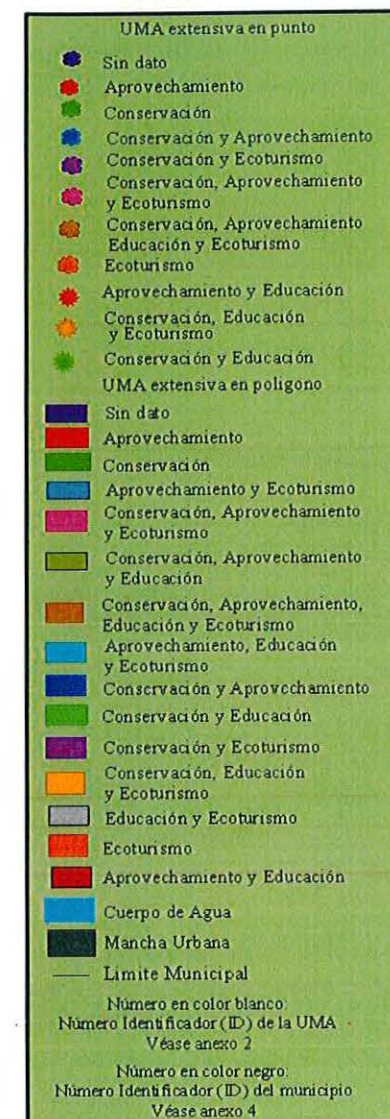 UMA extensiva en punto
Sin dato
Aprovechamiento
Conservación
Conservación y Aprovechamiento
Conservación y Ecoturismo
Conservación, Aprovechamiento
y Ecoturismo
Conservación, Aprovechamiento
Educación y Ecoturismo
Ecoturismo
Aprovechamiento y Educación
Conservación, Educación
y Ecoturismo
Conservación y Educación
UMA extensiva en polígono
Sin dato
Aprovechamiento
Conservación
Aprovechamiento y Ecoturismo
Conservación, Aprovechamiento
y Ecoturismo
Conservación, Aprovechamiento
y Educación
Conservación, Aprovechamiento,
Educación y Ecoturismo
Aprovechamiento, Educación
y Ecoturismo
Conservación y Aprovechamiento
Conservación y Educación
Conservación y Ecoturismo
Conservación, Educación
y Ecoturismo
Educación y Ecoturismo
Ecoturismo
Aprovechamiento y Educación
Cuerpo de Agua
Mancha Urbana
Limite Municipal
Número en color blanco:
Número Identificador (ID) de la UMA
Véase anexo 2
Número en color negro:
Número Identificador (ID) del municipio
Véase anexo 4